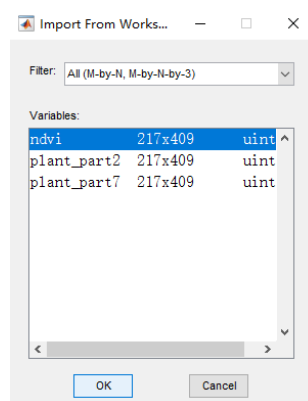 Import From Works...
Filter: All (M-by-N, M-by-N-by-3)
Variables:
ndvi 217x409 uint
plant_part2 217x409 uint
plant_part7 217x409 uint
OK Cancel